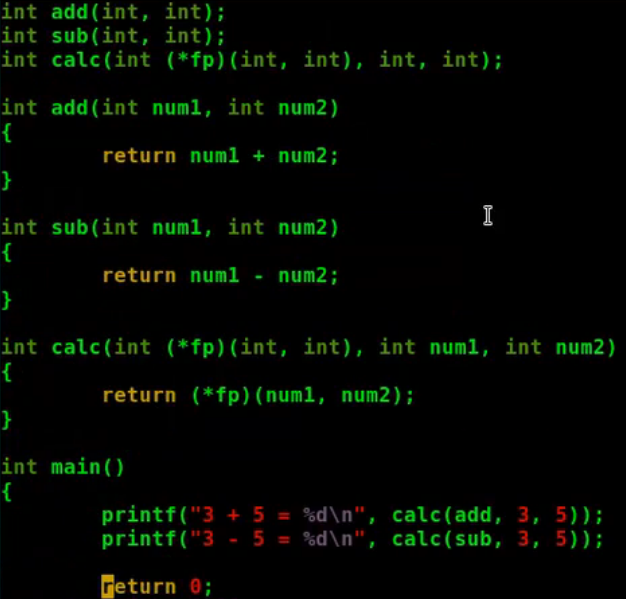 int add(int, int);
int sub(int, int);
int calc(int (*fp)(int, int), int, int);
int add(int num1, int num2)
{
        return num1 + num2;
}
int sub(int num1, int num2)
{
        return num1 - num2;
}
int calc(int (*fp)(int, int), int num1, int num2)
{
        return (*fp)(num1, num2);
}
int main()
{
        printf("3 + 5 = %d\n", calc(add, 3, 5));
        printf("3 - 5 = %d\n", calc(sub, 3, 5));
        return 0;